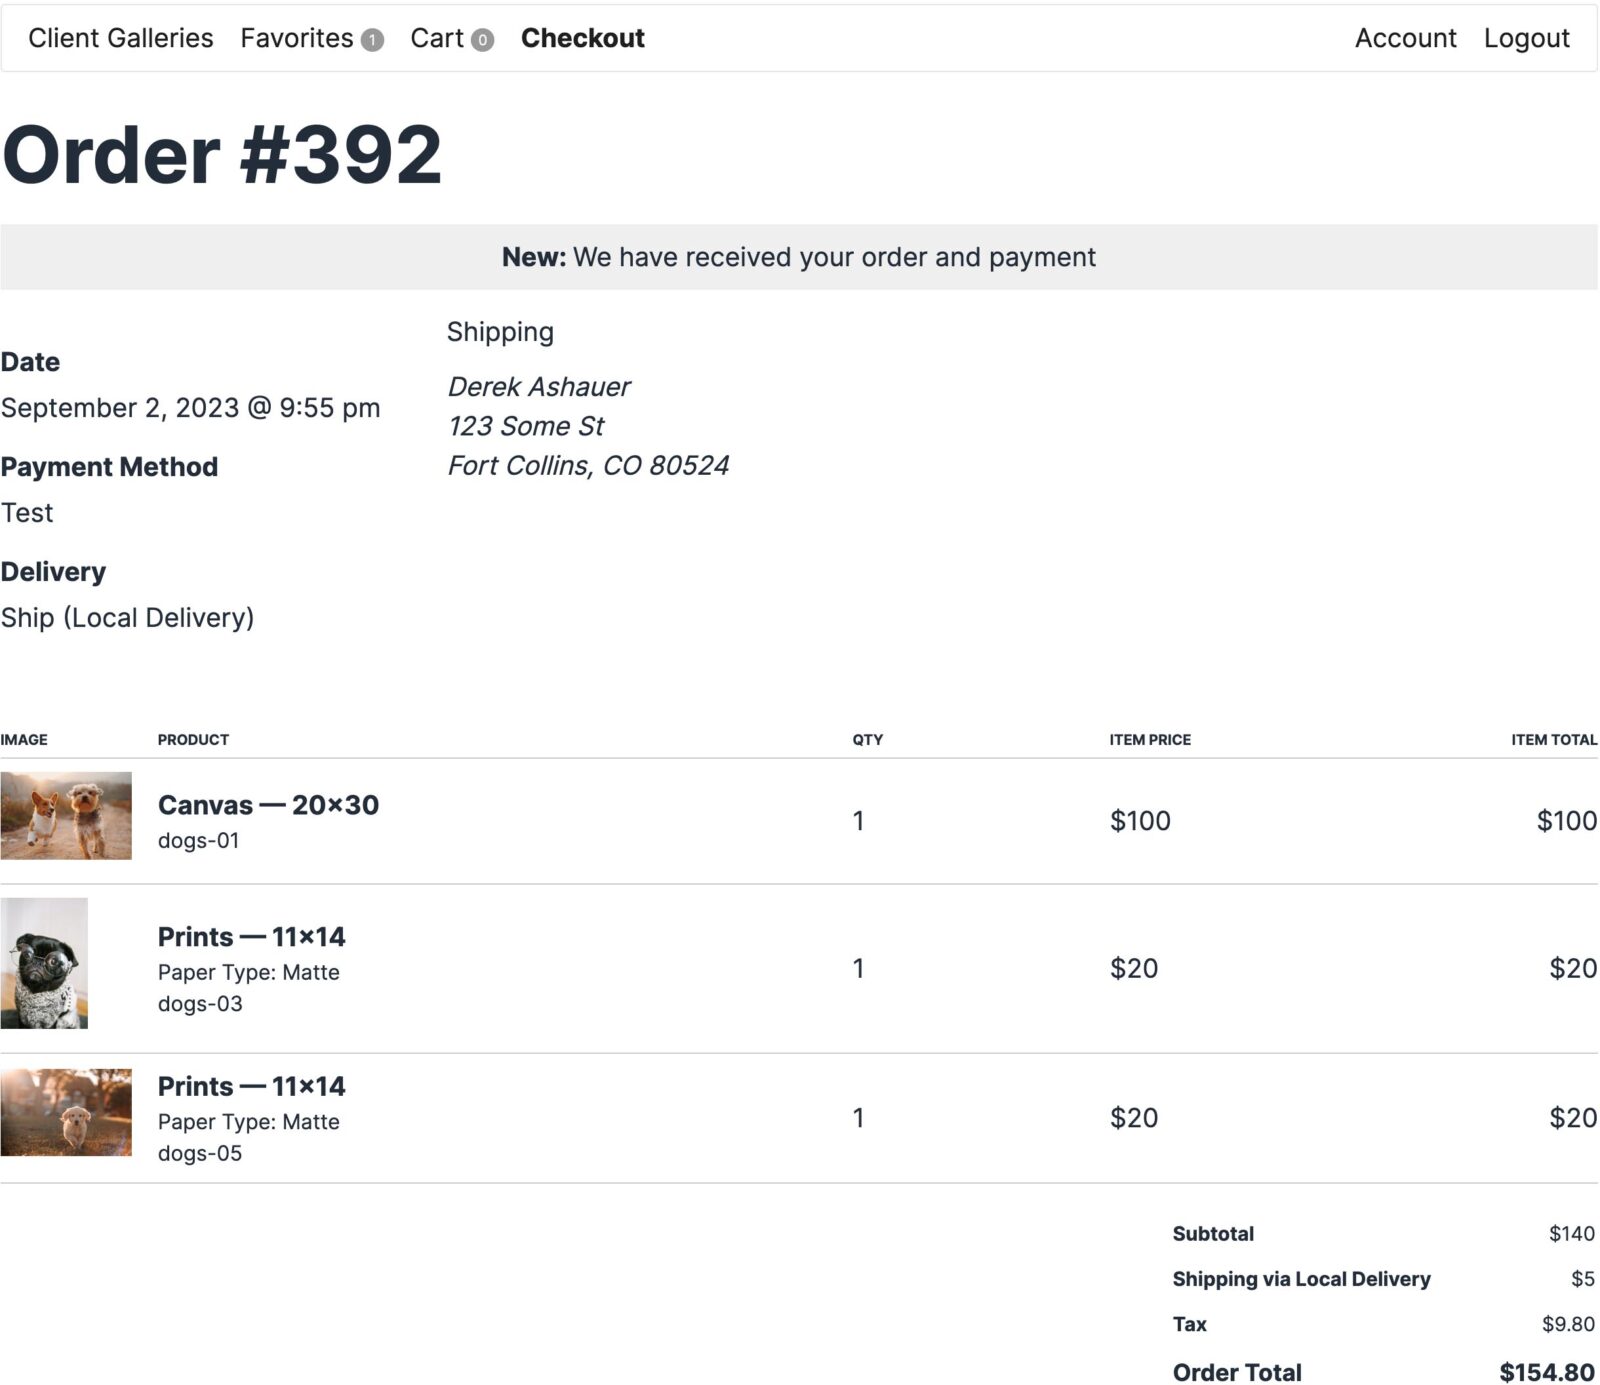 Client Galleries Favorites 1 Cart 0 Checkout Account Logout
Order #392
New: We have received your order and payment
Date
September 2, 2023 @ 9:55 pm
Payment Method
Test
Delivery
Ship (Local Delivery)
Shipping
Derek Ashauer
123 Some St
Fort Collins, CO 80524
IMAGE PRODUCT QTY ITEM PRICE ITEM TOTAL
Canvas — 20×30
dogs-01
1 $100 $100
Prints — 11×14
Paper Type: Matte
dogs-03
1 $20 $20
Prints — 11×14
Paper Type: Matte
dogs-05
1 $20 $20
Subtotal $140
Shipping via Local Delivery $5
Tax $9.80
Order Total $154.80